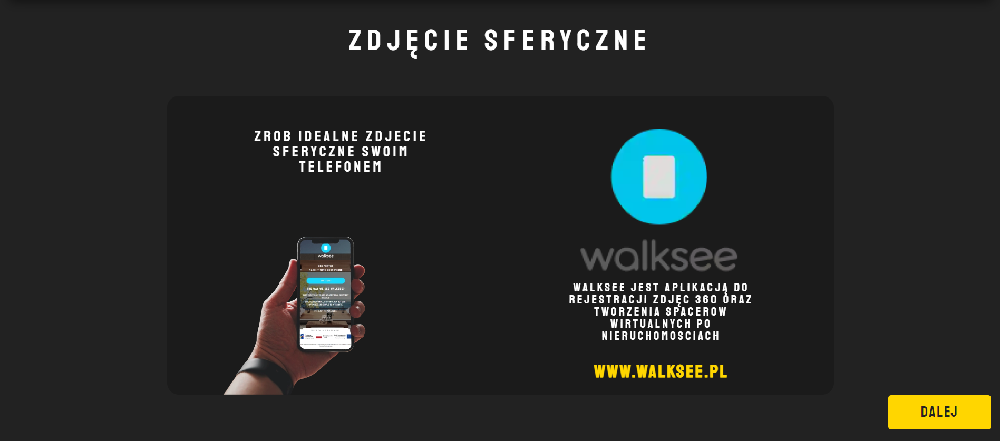 ZDJĘCIE SFERYCZNE
ZROB IDEALNE ZDJECIE
SFERYCZNE SWOIM
TELEFONEM
walksee
360 PHOTOS
MAKE IT WITH YOUR PHONE
THE WAY WE SEE WALKSEE?
walksee
WALKSEE JEST APLIKACJĄ DO
REJESTRACJI ZDJĘC 360 ORAZ
TWORZENIA SPACEROW
WIRTUALNYCH PO
NIERUCHOMOSCIACH
WWW.WALKSEE.PL
DALEJ